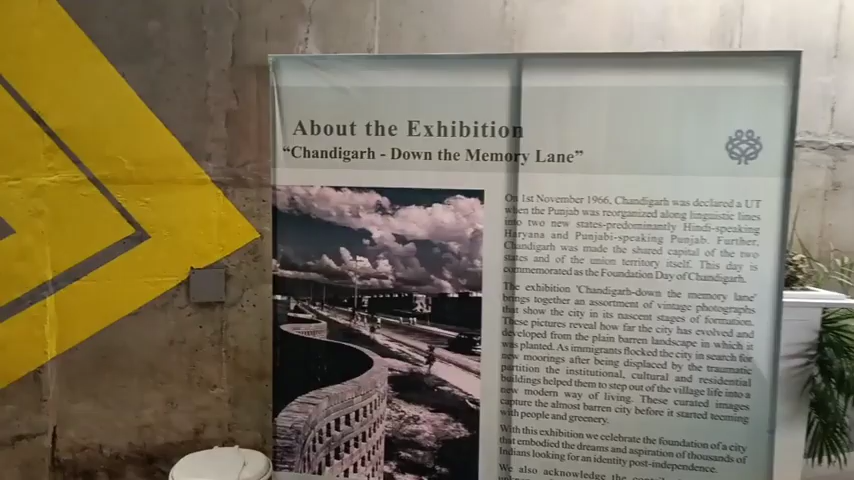 About the Exhibition
“Chandigarh - Down the Memory Lane”
On 1st November 1966, Chandigarh was declared a UT
when the Punjab was reorganized along linguistic lines
into two new states-predominantly Hindi-speaking
Haryana and Punjabi-speaking Punjab. Further,
Chandigarh was made the shared capital of the two
states and of the union territory itself. This day is
commemorated as the Foundation Day of Chandigarh.
The exhibition 'Chandigarh-down the memory lane'
brings together an assortment of vintage photographs
that show the city in its nascent stages of formation.
These pictures reveal how far the city has evolved and
developed from the plain barren landscape in which it
was planted. As immigrants flocked the city in search for
new moorings after being displaced by the traumatic
partition the institutional, cultural and residential
buildings helped them to step out of the village life into a
new modern way of living. These curated images
capture the almost barren city before it started teeming
with people and greenery.
With this exhibition we celebrate the foundation of a city
that embodied the dreams and aspiration of thousands of
Indians looking for an identity post-independence.
We also acknowledge the